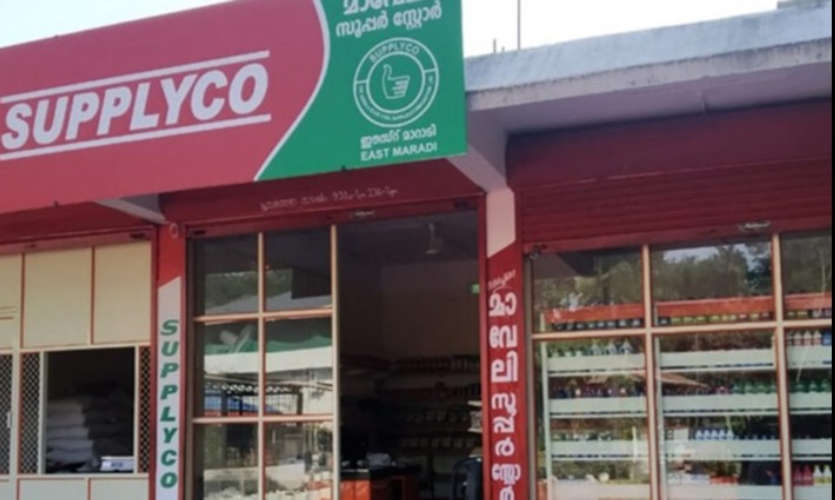 മാവേലി
സൂപ്പർ സ്റ്റോർ
SUPPLYCO
SUPPLYCO
ഈസ്റ്റ് മാറാടി
EAST MARADI
SUPPLYCO
മാവേലി സൂപ്പർ സ്റ്റോർ